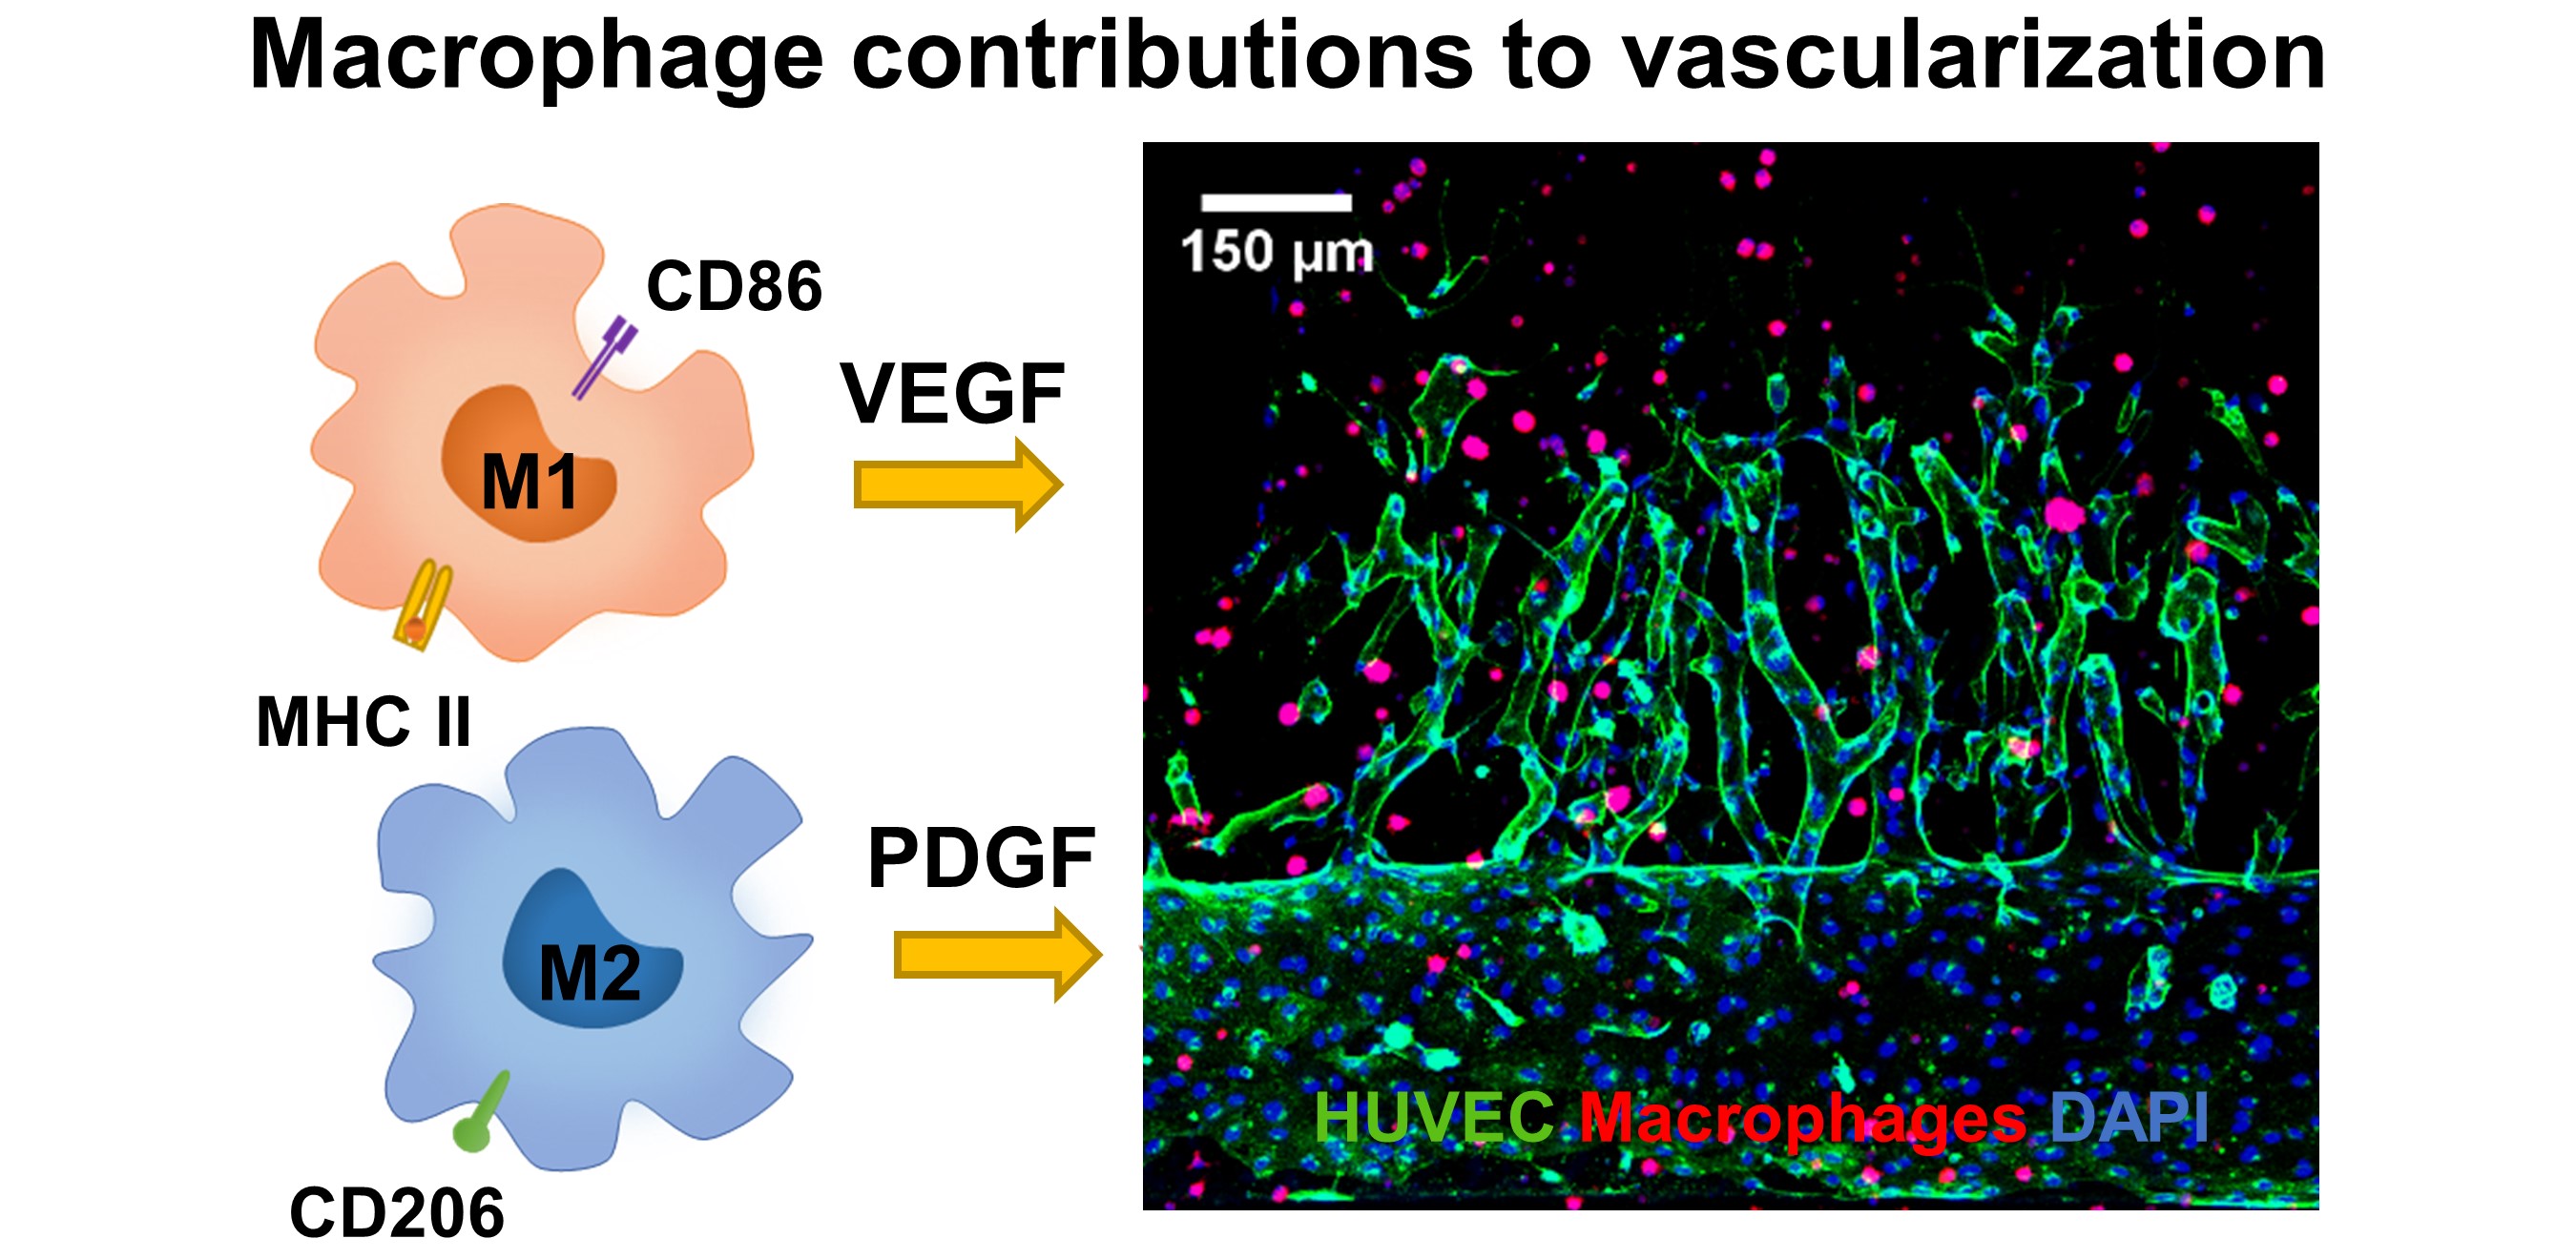 Macrophage contributions to vascularization
CD86
M1
MHC II
VEGF
M2
CD206
PDGF
150 µm
HUVEC Macrophages DAPI